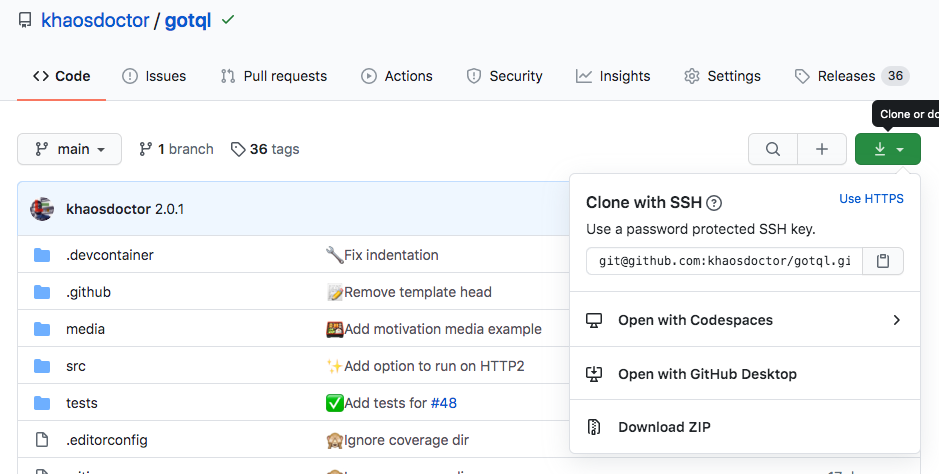 khaosdoctor / gotql
Code Issues Pull requests Actions Security Insights Settings Releases 36
Clone or do
main 1 branch 36 tags
khaosdoctor 2.0.1
.devcontainer Fix indentation
.github Remove template head
media Add motivation media example
src Add option to run on HTTP2
tests Add tests for #48
.editorconfig Ignore coverage dir
Clone with SSH Use HTTPS
Use a password protected SSH key.
git@github.com:khaosdoctor/gotql.gi
Open with Codespaces
Open with GitHub Desktop
Download ZIP